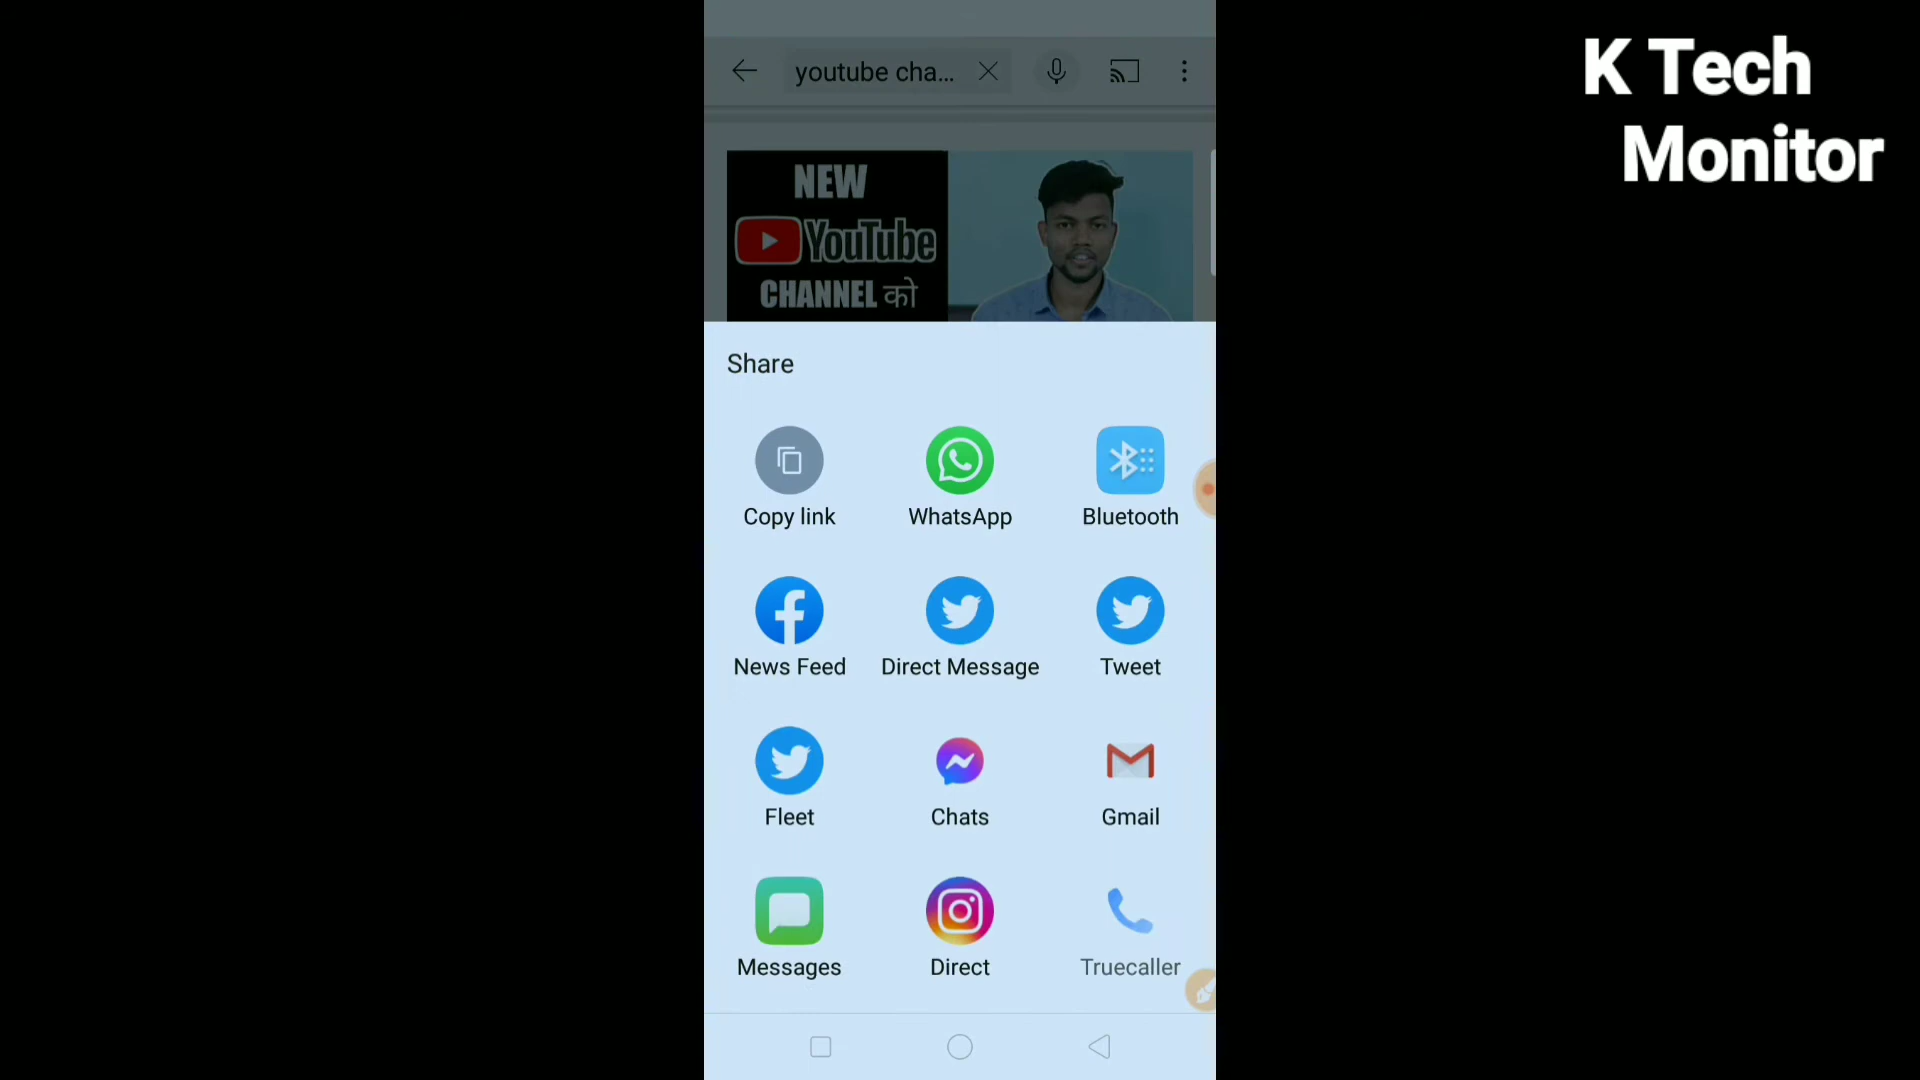 K Tech
Monitor
youtube cha...
NEW
YouTube
CHANNEL को
Share
Copy link
WhatsApp
Bluetooth
News Feed
Direct Message
Tweet
Fleet
Chats
Gmail
Messages
Direct
Truecaller